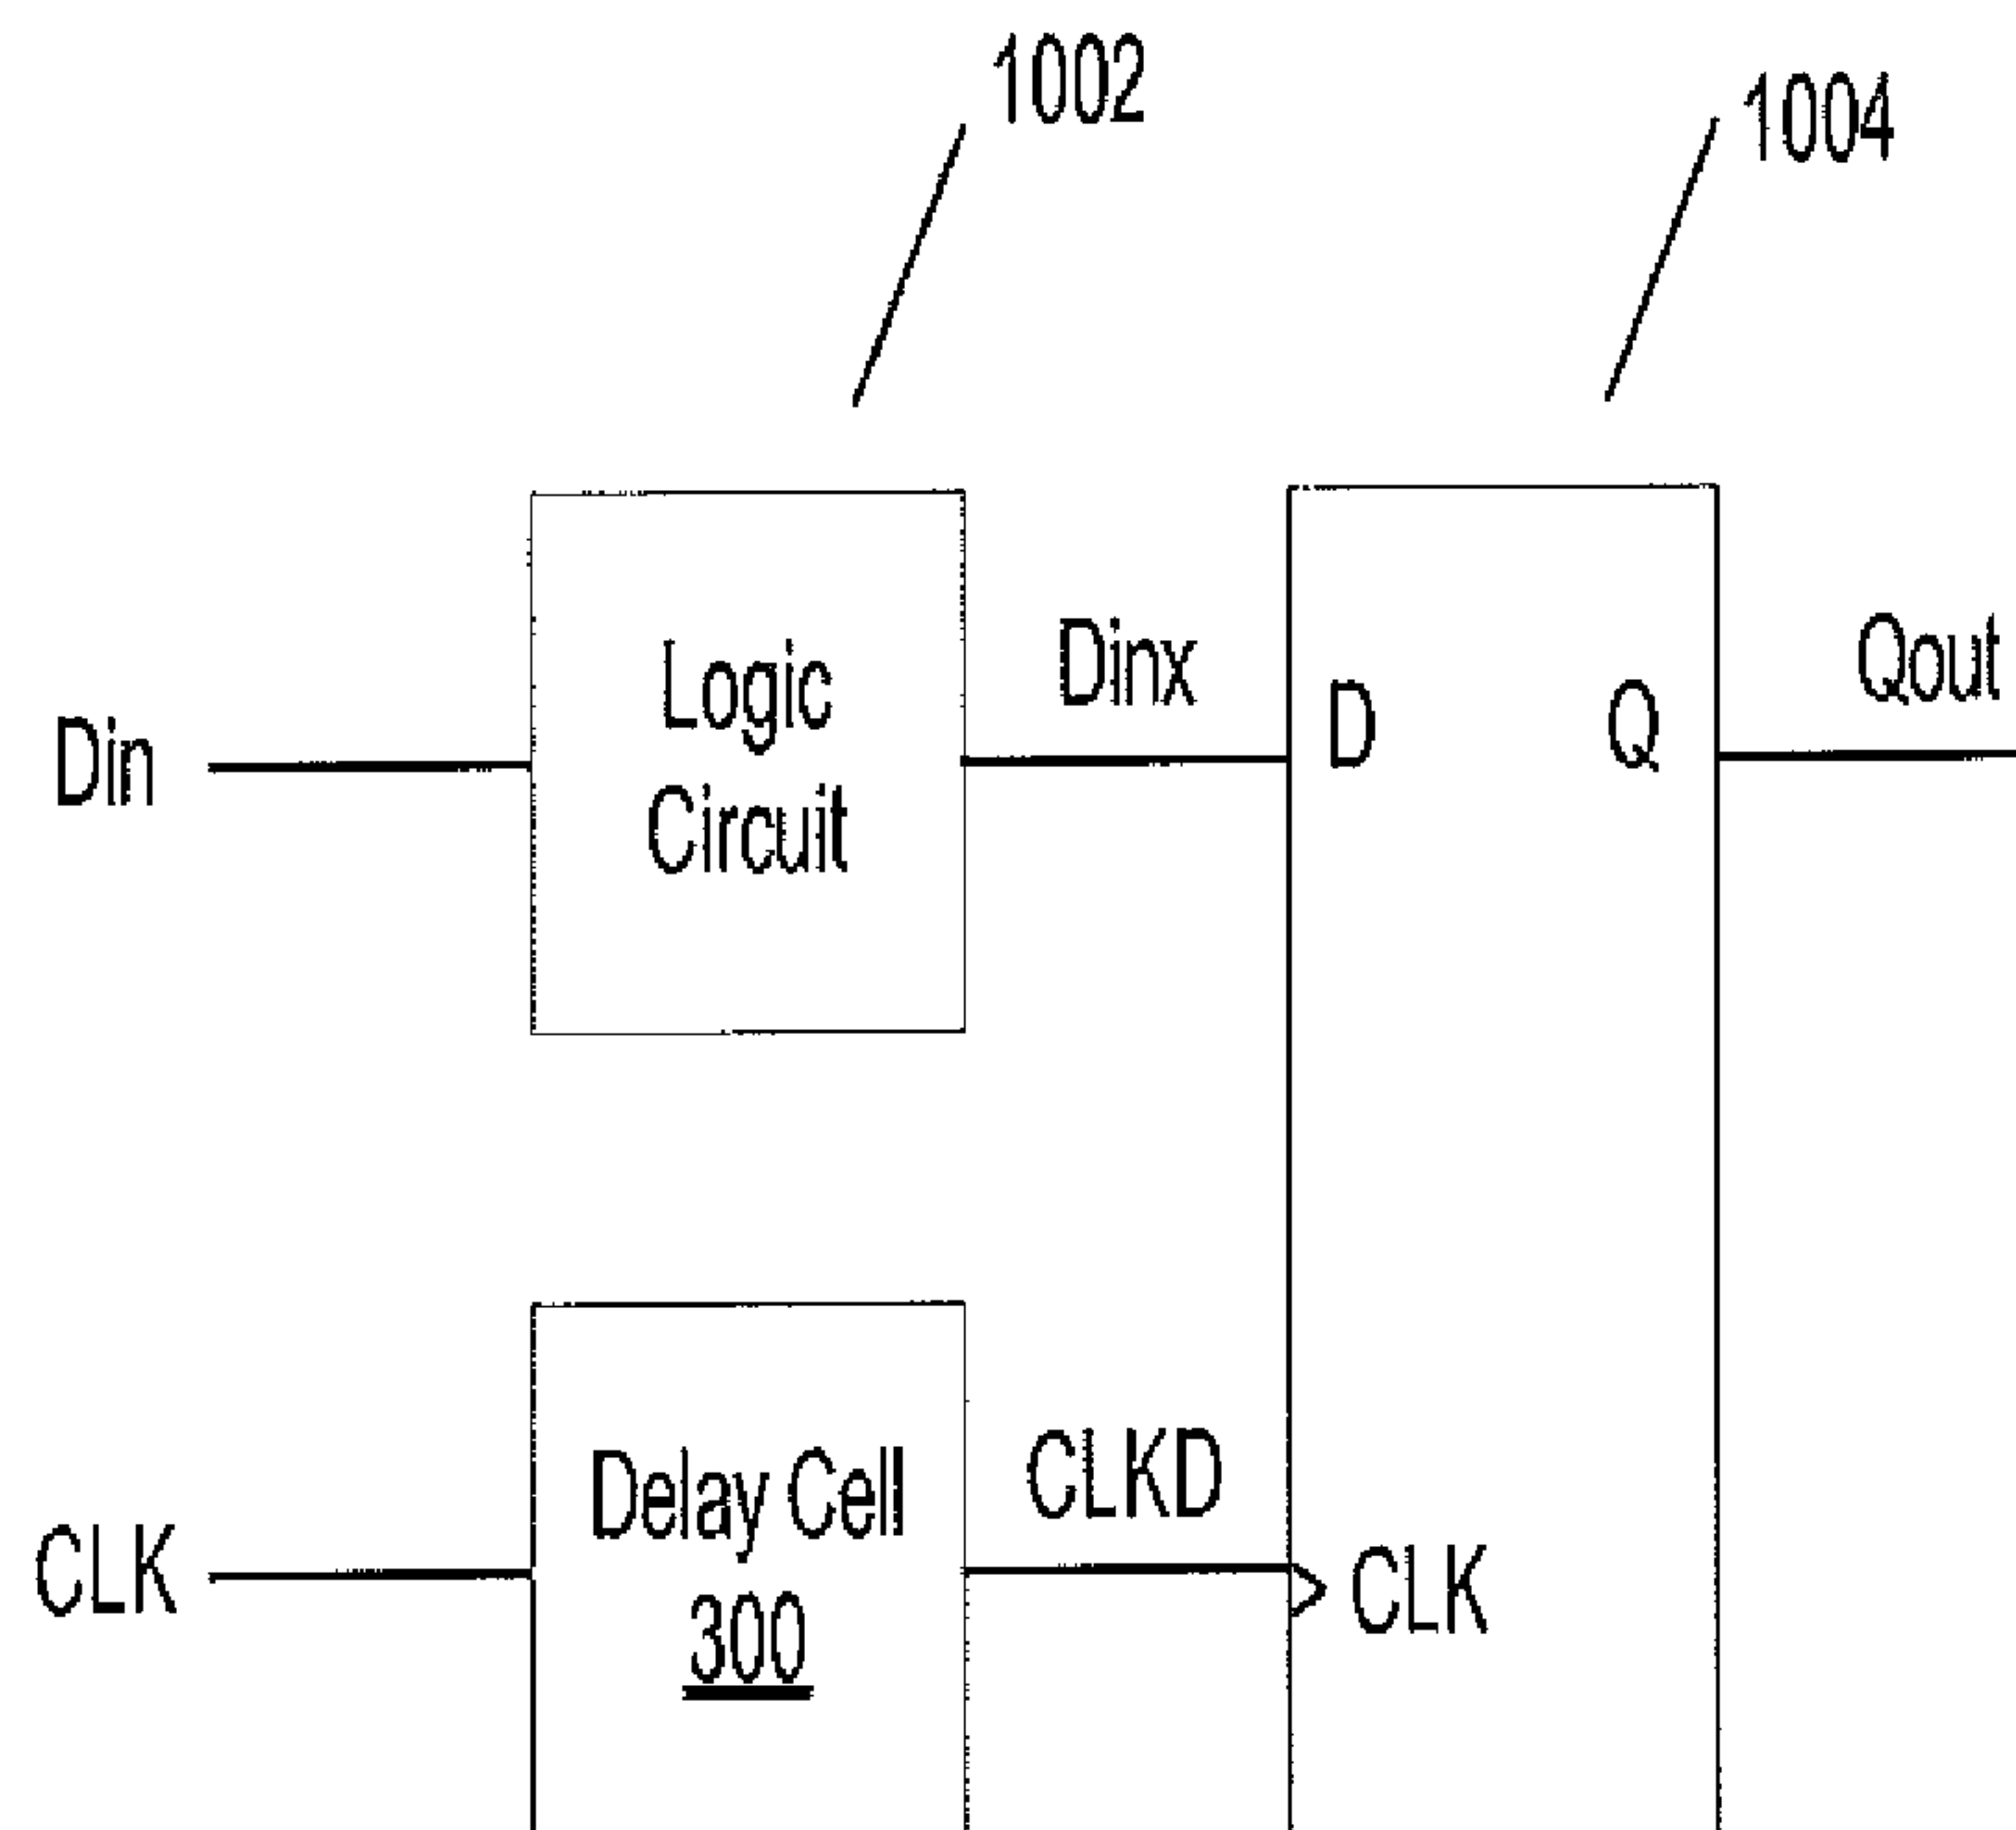 1002
1004
Din
Logic
Circuit
Dinx
D
Q
Qout
CLK
Delay Cell
300
CLKD
CLK